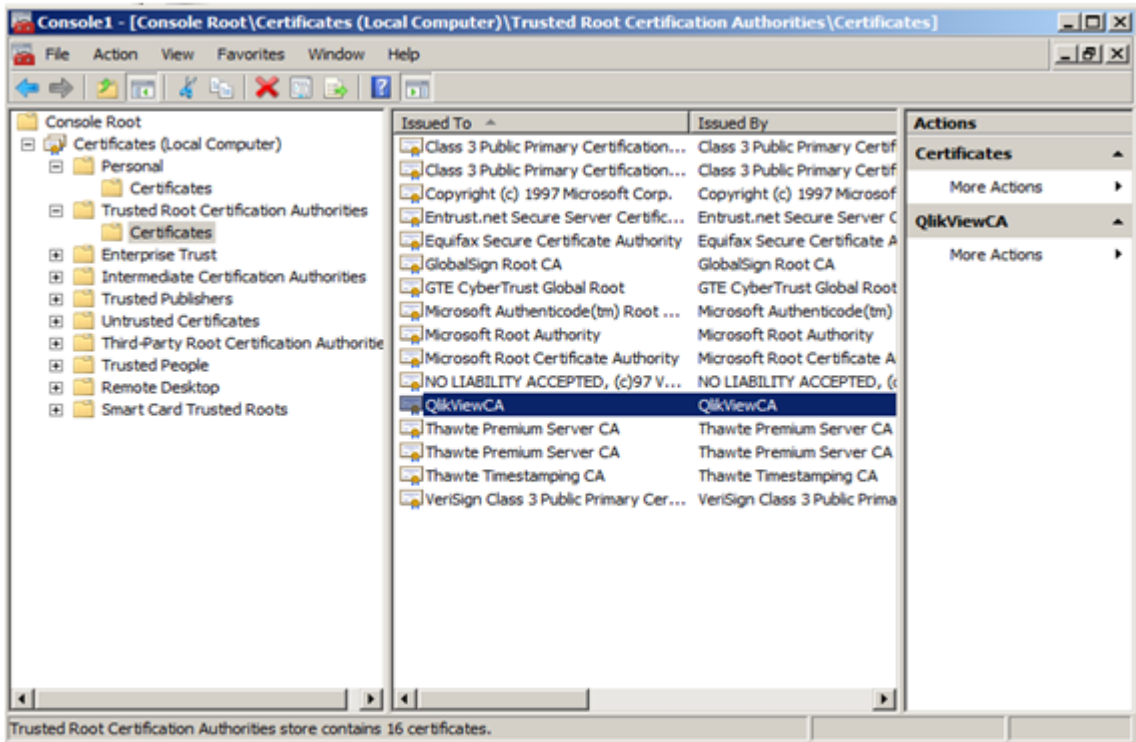 Console1 - [Console Root\Certificates (Local Computer)\Trusted Root Certification Authorities\Certificates]
File Action View Favorites Window Help
Console Root
Certificates (Local Computer)
Personal
Certificates
Trusted Root Certification Authorities
Certificates
Enterprise Trust
Intermediate Certification Authorities
Trusted Publishers
Untrusted Certificates
Third-Party Root Certification Authoritie
Trusted People
Remote Desktop
Smart Card Trusted Roots
Issued To Issued By
Class 3 Public Primary Certification... Class 3 Public Primary Certif
Class 3 Public Primary Certification... Class 3 Public Primary Certif
Copyright (c) 1997 Microsoft Corp. Copyright (c) 1997 Microsof
Entrust.net Secure Server Certific... Entrust.net Secure Server C
Equifax Secure Certificate Authority Equifax Secure Certificate A
GlobalSign Root CA GlobalSign Root CA
GTE CyberTrust Global Root GTE CyberTrust Global Root
Microsoft Authenticode(tm) Root ... Microsoft Authenticode(tm)
Microsoft Root Authority Microsoft Root Authority
Microsoft Root Certificate Authority Microsoft Root Certificate A
NO LIABILITY ACCEPTED, (c)97 V... NO LIABILITY ACCEPTED, (c
QlikViewCA QlikViewCA
Thawte Premium Server CA Thawte Premium Server CA
Thawte Premium Server CA Thawte Premium Server CA
Thawte Timestamping CA Thawte Timestamping CA
VeriSign Class 3 Public Primary Cer... VeriSign Class 3 Public Prima
Actions
Certificates
More Actions
QlikViewCA
More Actions
Trusted Root Certification Authorities store contains 16 certificates.